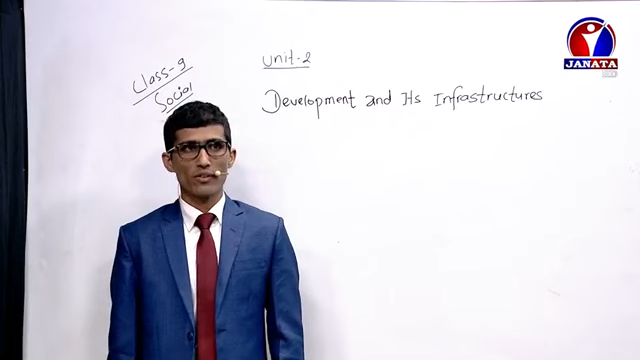 Class-9
Social
Unit-2
Development and Its Infrastructures
JANATA